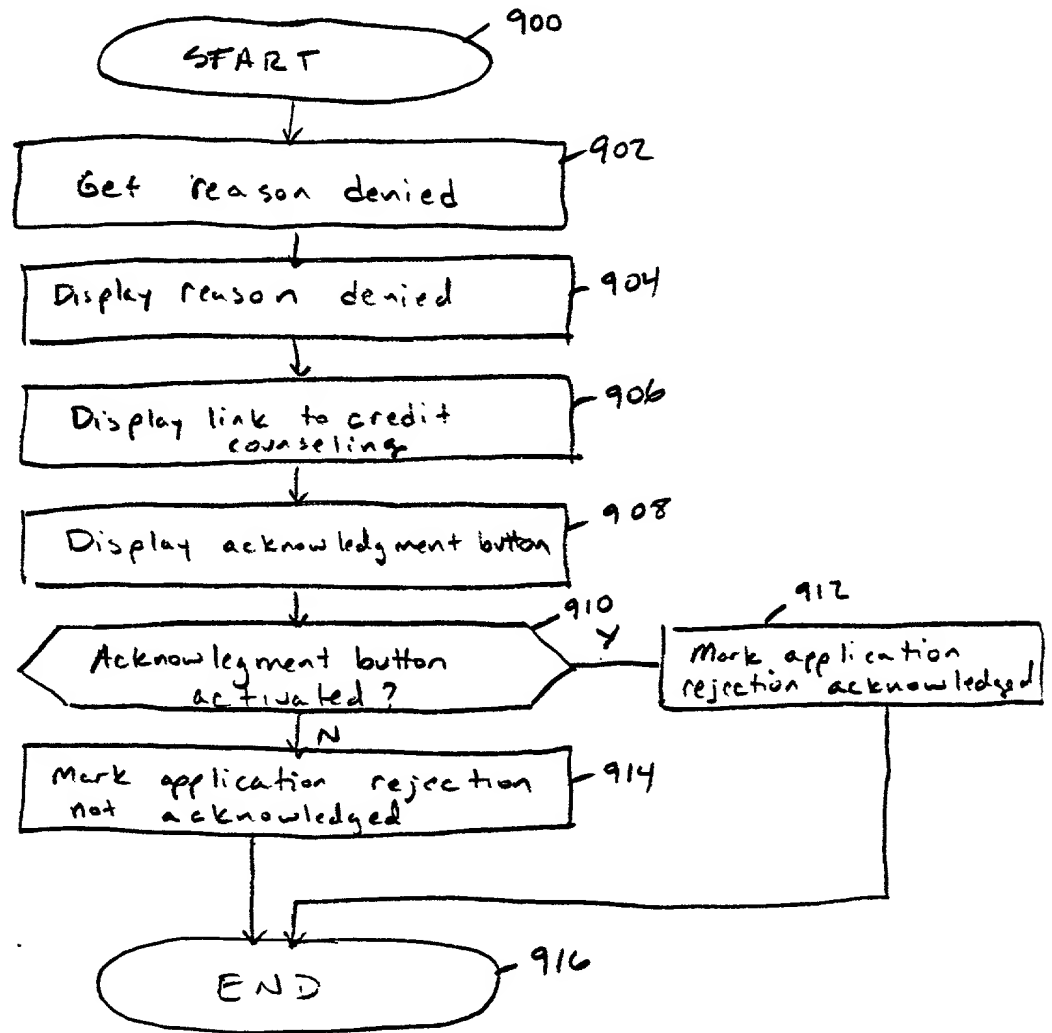 900
START
902
Get reason denied
904
Display reason denied
906
Display link to credit
counseling
908
Display acknowledgment button
910
Acknowlegment button
activated?
Y
912
Mark application
rejection acknowledged
N
914
Mark application rejection
not acknowledged
END
916